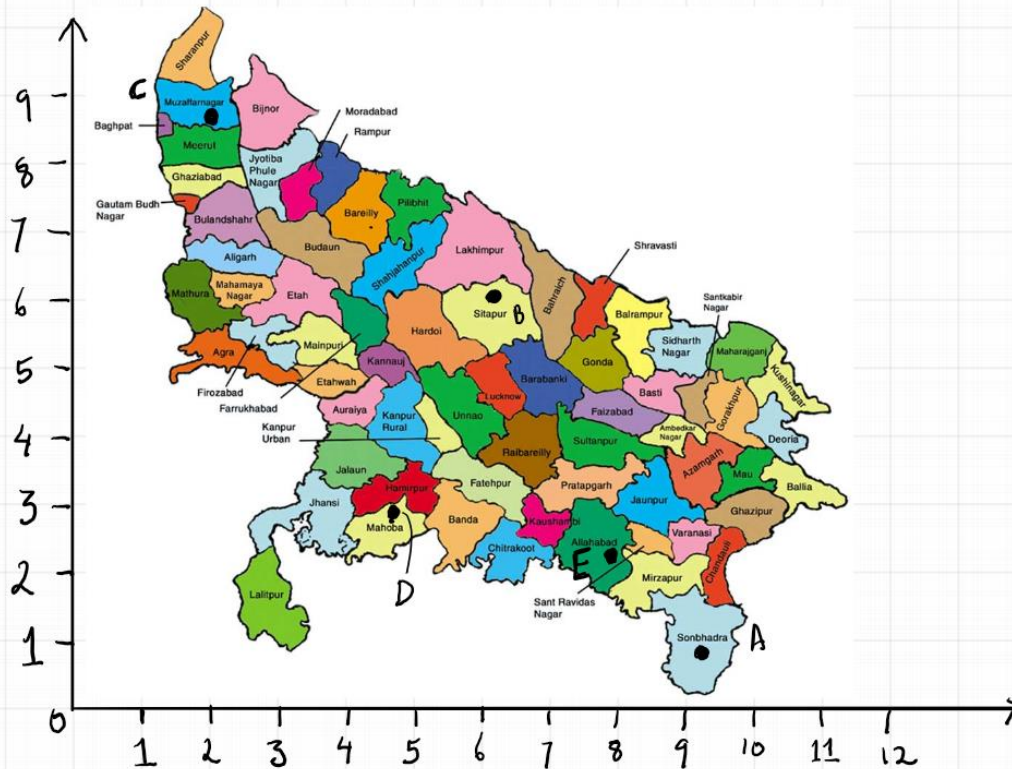 Sharanpur
9
C
Muzaffarnagar
Bijnor
Moradabad
Baghpat
Rampur
Meerut
8
Jyotiba
Phule
Nagar
Ghaziabad
Gautam Budh
Nagar
Bareilly
Pilibhit
7
Bulandshahr
Budaun
Lakhimpur
Shravasti
Aligarh
Shahjahanpur
Mathura
Mahamaya
Nagar
Etah
Bahraich
Santkabir
Nagar
6
Sitapur
B
Balrampur
Hardoi
Sidharth
Nagar
Agra
Mainpuri
Maharajganj
5
Kannauj
Gonda
Kushinagar
Etahwah
Barabanki
Firozabad
Lucknow
Basti
Farrukhabad
Auraiya
Kanpur
Rural
Unnao
Faizabad
Gorakhpur
Kanpur
Urban
Ambedkar
Nagar
Deoria
4
Sultanpur
Raibareilly
Azamgarh
Jalaun
Mau
Hamirpur
Fatehpur
Pratapgarh
Ballia
3
Jhansi
Jaunpur
Ghazipur
Mahoba
Banda
Kaushambi
Varanasi
Chitrakoot
Allahabad
E
Chandauli
2
D
Mirzapur
Lalitpur
Sant Ravidas
Nagar
1
Sonbhadra
A
0
1 2 3 4 5 6 7 8 9 10 11 12